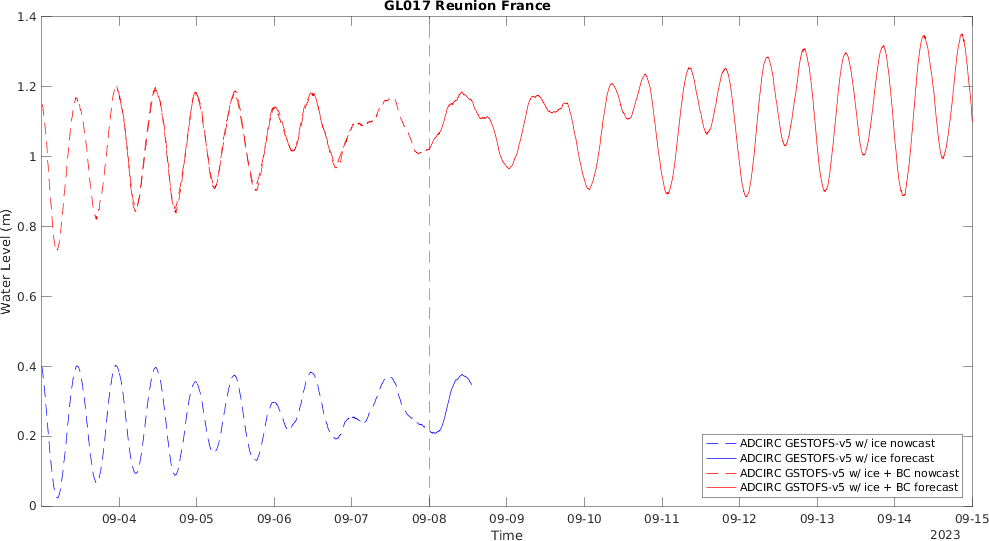 GL017 Reunion France
1.4
1.2
1
0.8
0.6
0.4
0.2
0
Water Level (m)
ADCIRC GESTOFS-v5 w/ ice nowcast
ADCIRC GESTOFS-v5 w/ ice forecast
ADCIRC GSTOFS-v5 w/ ice + BC nowcast
ADCIRC GSTOFS-v5 w/ ice + BC forecast
09-04 09-05 09-06 09-07 09-08 09-09 09-10 09-11 09-12 09-13 09-14 09-15
Time
2023